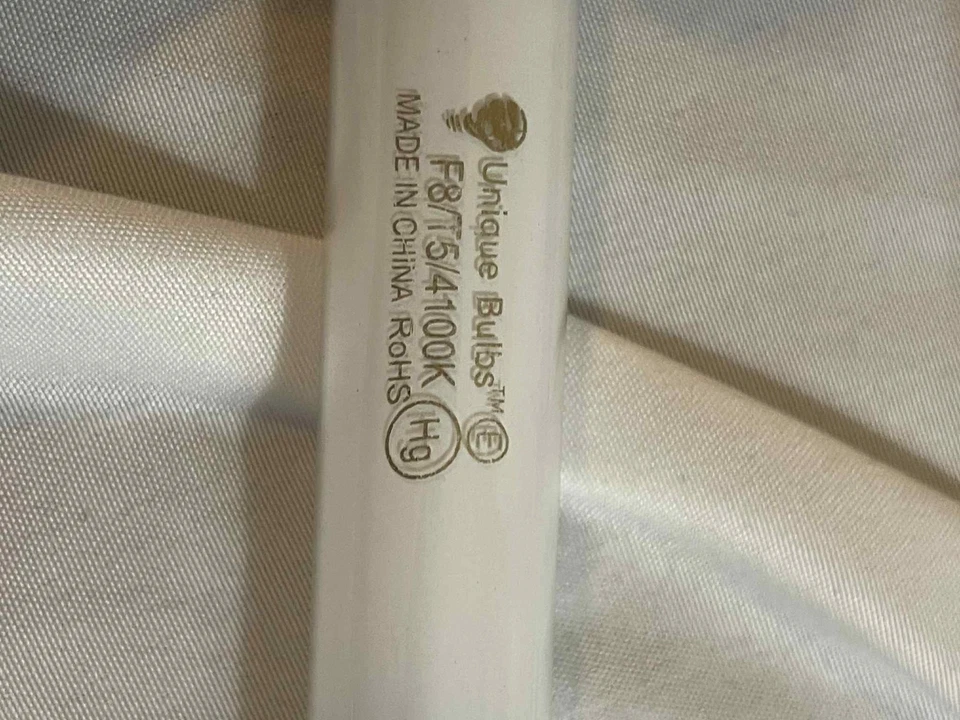 Unique Bulbs™ E
F8/T5/4100K Hg
MADE IN CHINA RoHS